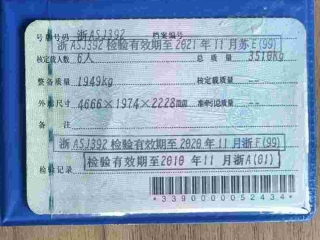 号牌号码 浙ASJ392 档案编号
浙ASJ392 检验有效期至2021年11月苏E(99)
核定载人数 6人 总质量 3510kg
整备质量 1949kg 核定载质量
外廓尺寸 4666×1974×2228mm 准牵引总质量
备注
浙ASJ392 检验有效期至2020年11月浙F(99)
检验有效期至2010年11月浙A(01)
检验记录
*3390000052434*